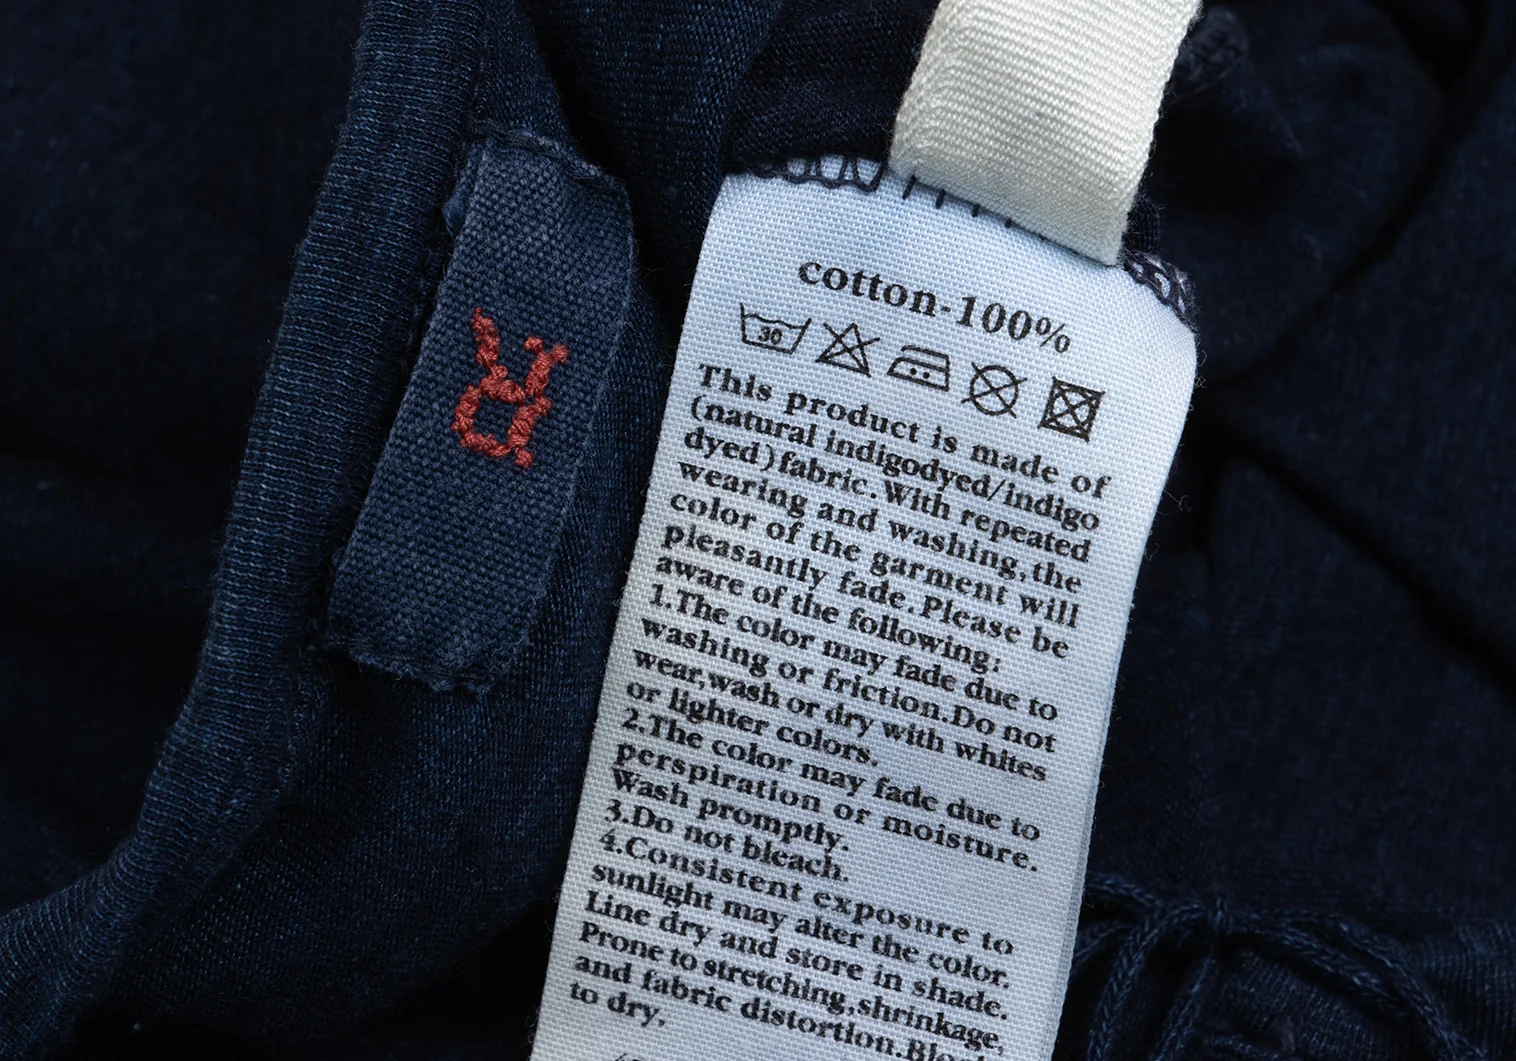 R
cotton-100%
30
This product is made of
(natural indigodyed/indigo
dyed)fabric.With repeated
wearing and washing,the
color of the garment will
pleasantly fade.Please be
aware of the following:
1.The color may fade due to
washing or friction.Do not
wear,wash or dry with whites
or lighter colors.
2.The color may fade due to
perspiration or moisture.
Wash promptly.
3.Do not bleach.
4.Consistent exposure to
sunlight may alter the color.
Line dry and store in shade.
Prone to stretching,shrinkage,
and fabric distortion.
to dry.